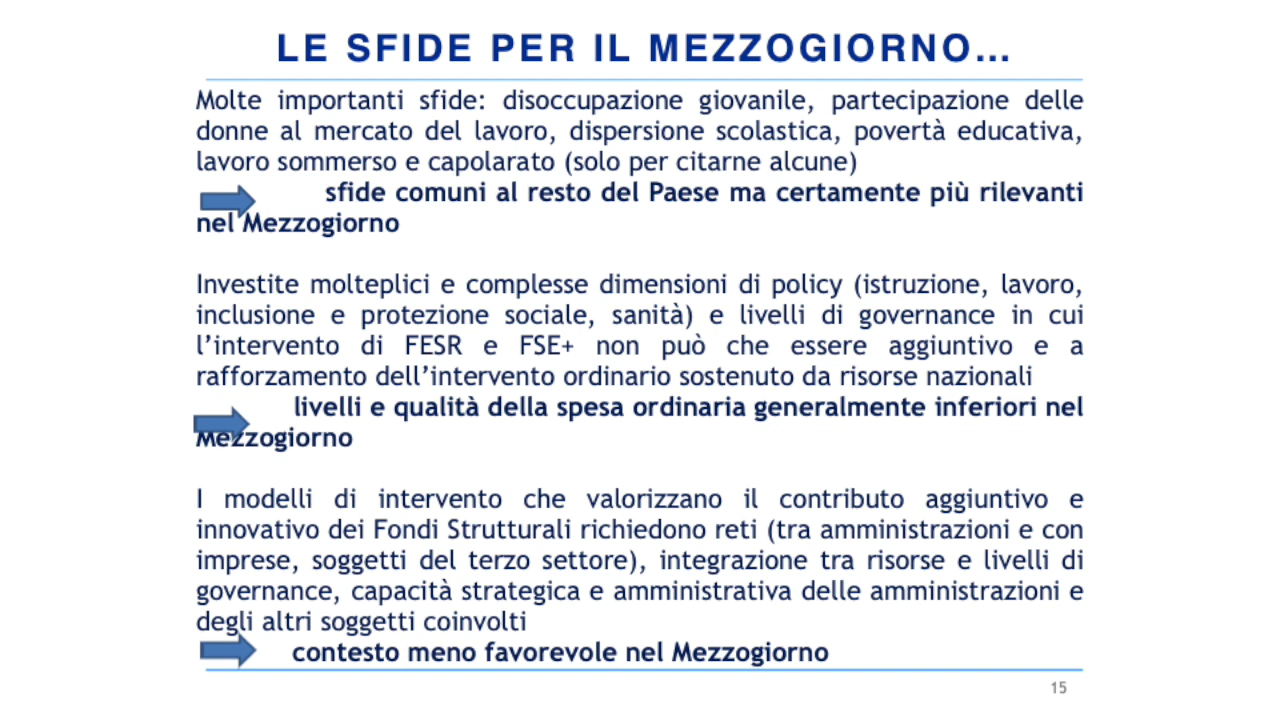 LE SFIDE PER IL MEZZOGIORNO...
Molte importanti sfide: disoccupazione giovanile, partecipazione delle
donne al mercato del lavoro, dispersione scolastica, povertà educativa,
lavoro sommerso e capolarato (solo per citarne alcune)
sfide comuni al resto del Paese ma certamente più rilevanti
nel Mezzogiorno
Investite molteplici e complesse dimensioni di policy (istruzione, lavoro,
inclusione e protezione sociale, sanità) e livelli di governance in cui
l’intervento di FESR e FSE+ non può che essere aggiuntivo e a
rafforzamento dell’intervento ordinario sostenuto da risorse nazionali
livelli e qualità della spesa ordinaria generalmente inferiori nel
Mezzogiorno
I modelli di intervento che valorizzano il contributo aggiuntivo e
innovativo dei Fondi Strutturali richiedono reti (tra amministrazioni e con
imprese, soggetti del terzo settore), integrazione tra risorse e livelli di
governance, capacità strategica e amministrativa delle amministrazioni e
degli altri soggetti coinvolti
contesto meno favorevole nel Mezzogiorno
15